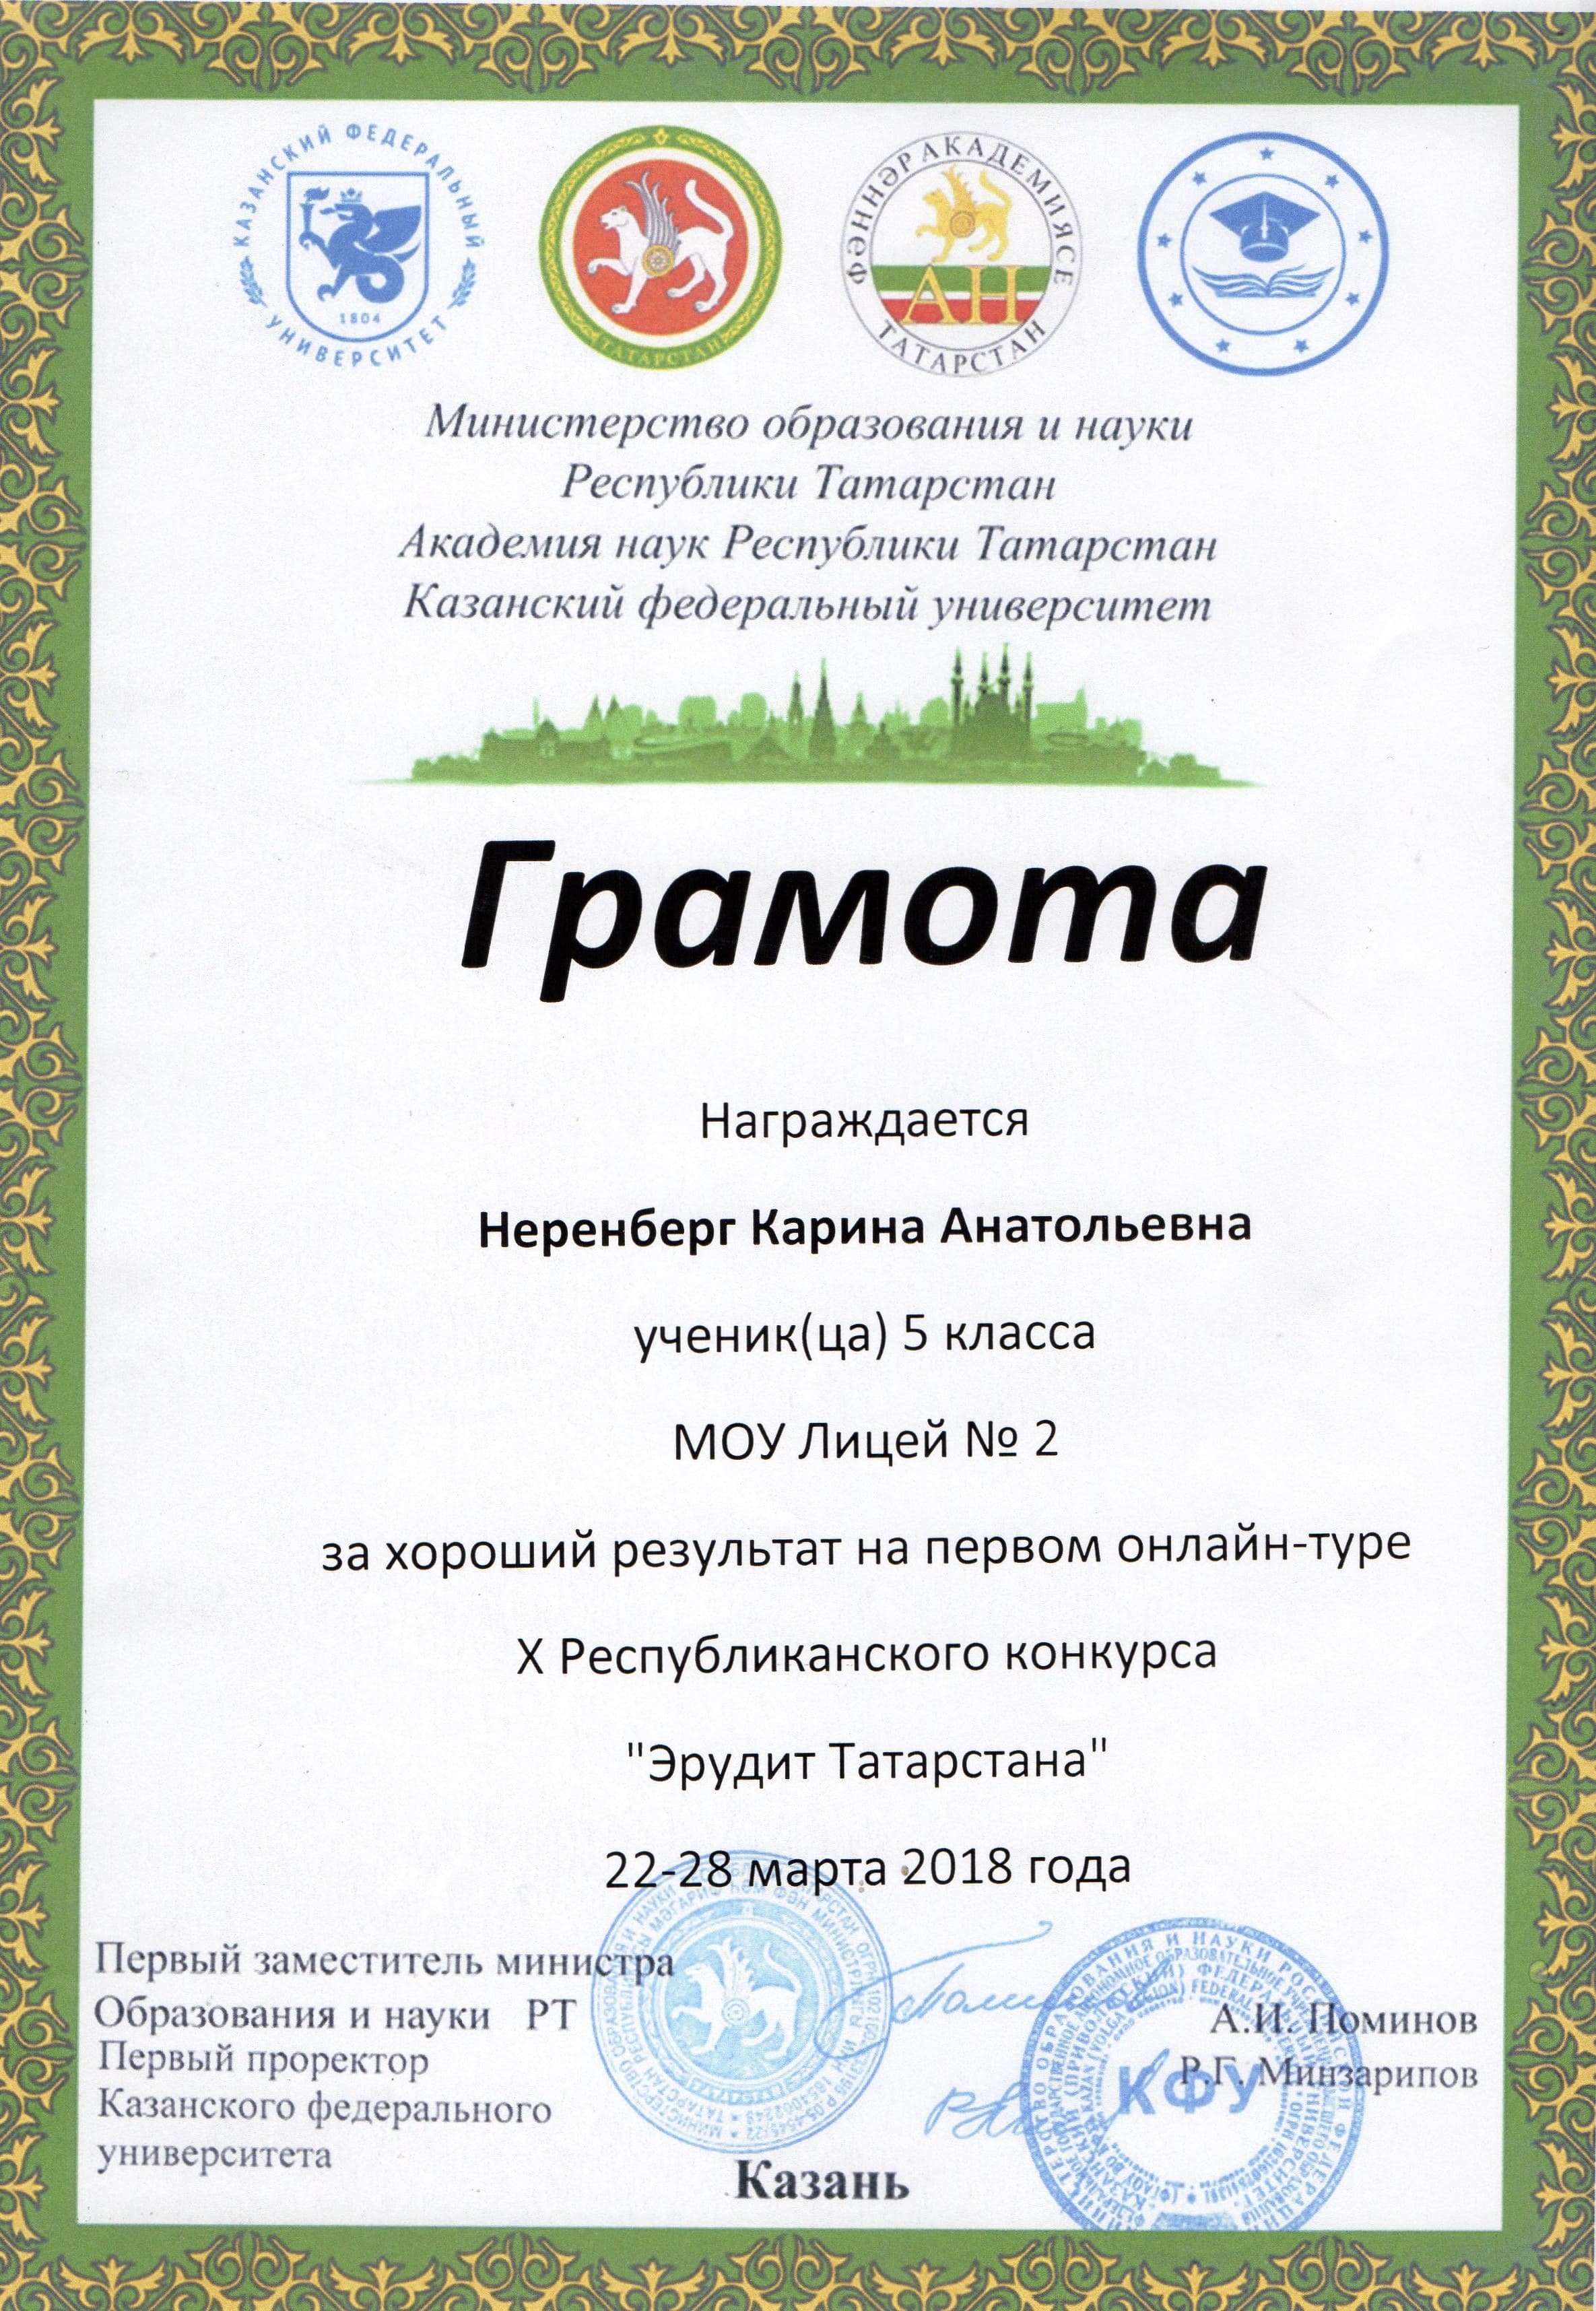 КАЗАНСКИЙ ФЕДЕРАЛЬНЫЙ УНИВЕРСИТЕТ
1804
ТАТАРСТАН
ФӘННӘР АКАДЕМИЯСЕ
АН
ТАТАРСТАН
Министерство образования и науки
Республики Татарстан
Академия наук Республики Татарстан
Казанский федеральный университет
Грамота
Награждается
Неренберг Карина Анатольевна
ученик(ца) 5 класса
МОУ Лицей № 2
за хороший результат на первом онлайн-туре
X Республиканского конкурса
"Эрудит Татарстана"
22-28 марта 2018 года
Первый заместитель министра
Образования и науки РТ
А.И. Поминов
Первый проректор
Казанского федерального
университета
Р.Г. Минзарипов
КФУ
Казань